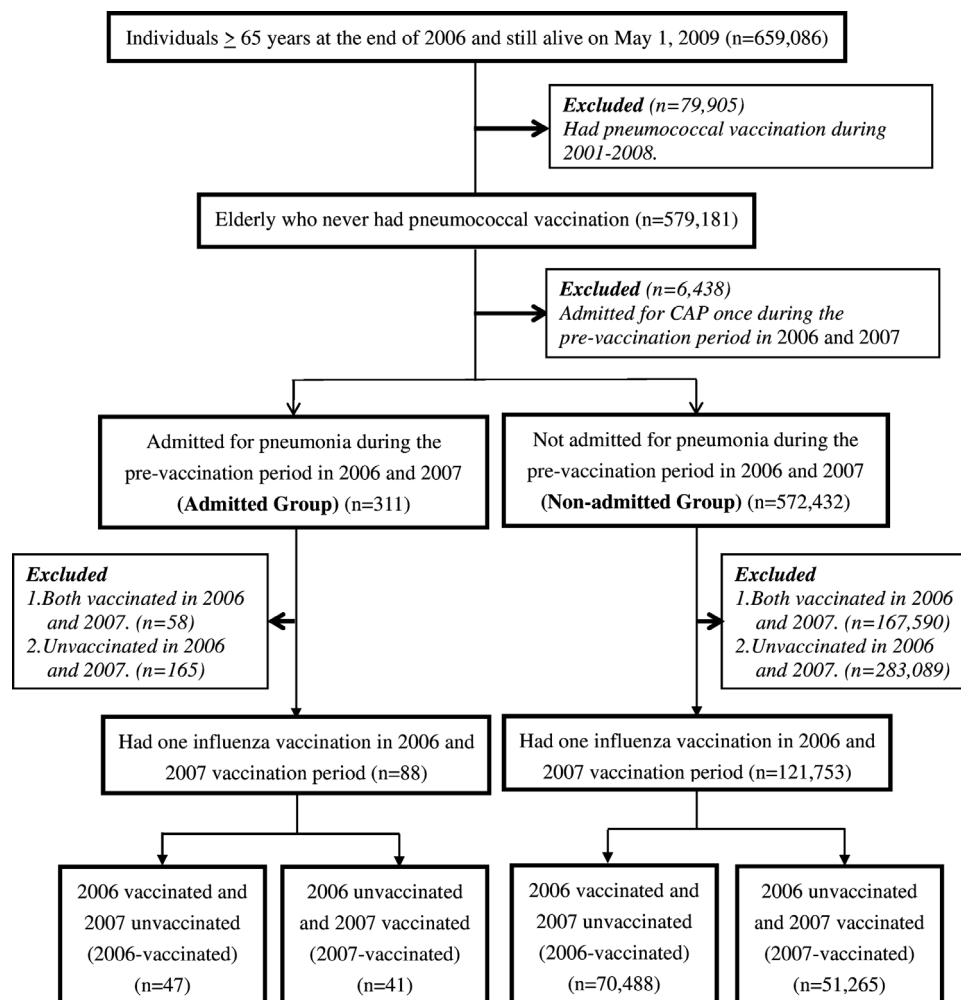 Individuals ≥ 65 years at the end of 2006 and still alive on May 1, 2009 (n=659,086)
Excluded (n=79,905)
Had pneumococcal vaccination during
2001-2008.
Elderly who never had pneumococcal vaccination (n=579,181)
Excluded (n=6,438)
Admitted for CAP once during the
pre-vaccination period in 2006 and 2007
Admitted for pneumonia during the
pre-vaccination period in 2006 and 2007
(Admitted Group) (n=311)
Not admitted for pneumonia during the
pre-vaccination period in 2006 and 2007
(Non-admitted Group) (n=572,432)
Excluded
1.Both vaccinated in 2006
and 2007. (n=58)
2.Unvaccinated in 2006
and 2007. (n=165)
Excluded
1.Both vaccinated in 2006
and 2007. (n=167,590)
2.Unvaccinated in 2006
and 2007. (n=283,089)
Had one influenza vaccination in 2006 and
2007 vaccination period (n=88)
Had one influenza vaccination in 2006 and
2007 vaccination period (n=121,753)
2006 vaccinated and
2007 unvaccinated
(2006-vaccinated)
(n=47)
2006 unvaccinated
and 2007 vaccinated
(2007-vaccinated)
(n=41)
2006 vaccinated and
2007 unvaccinated
(2006-vaccinated)
(n=70,488)
2006 unvaccinated
and 2007 vaccinated
(2007-vaccinated)
(n=51,265)